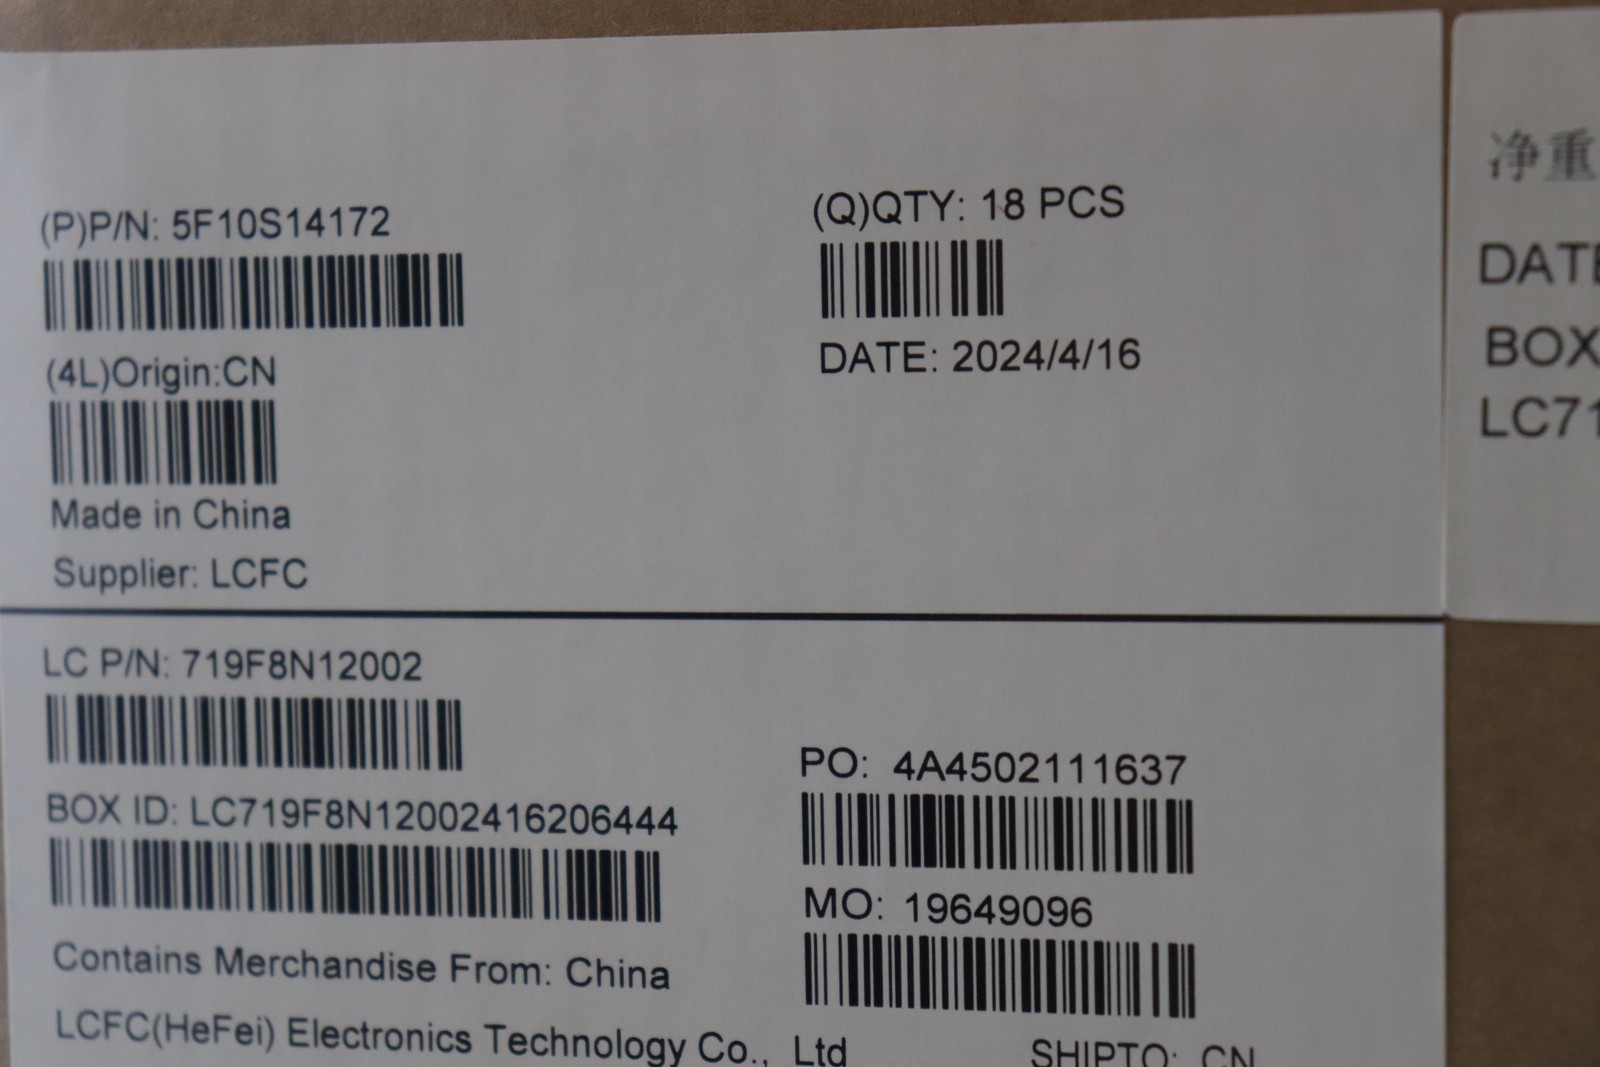 (P)P/N: 5F10S14172
(Q)QTY: 18 PCS
(4L)Origin:CN
DATE: 2024/4/16
Made in China
Supplier: LCFC
LC P/N: 719F8N12002
PO: 4A4502111637
BOX ID: LC719F8N12002416206444
MO: 19649096
Contains Merchandise From: China
LCFC(HeFei) Electronics Technology Co., Ltd
SHIPTO: CN
净重
DATE
BOX
LC71